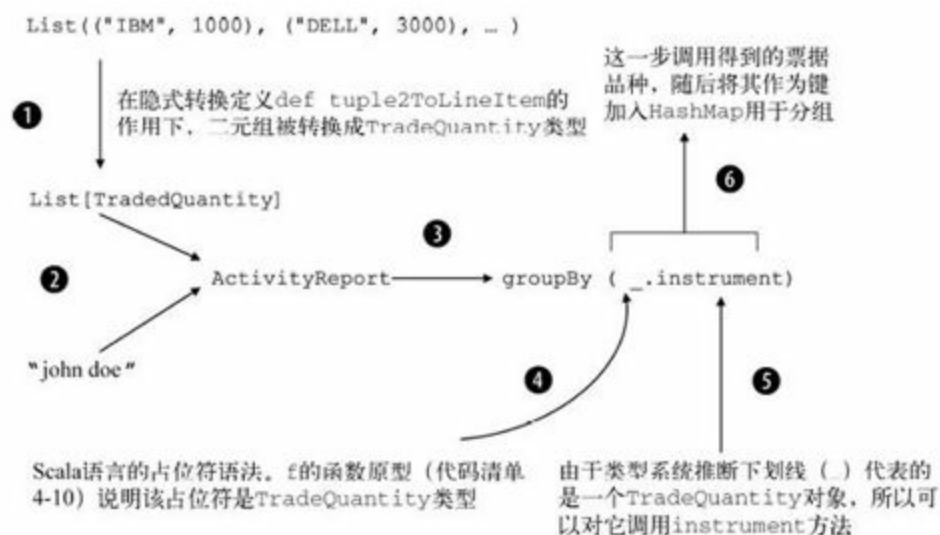 List(("IBM", 1000), ("DELL", 3000), … )
这一步调用得到的票据
品种，随后将其作为键
加入HashMap用于分组
❶
在隐式转换定义def tuple2ToLineItem的
作用下，二元组被转换成TradeQuantity类型
❻
List[TradedQuantity]
❸
❷
ActivityReport
groupBy ( _.instrument)
"john doe"
❹
❺
Scala语言的占位符语法。f的函数原型（代码清单
4-10）说明该占位符是TradeQuantity类型
由于类型系统推断下划线（_）代表的
是一个TradeQuantity对象，所以可
以对它调用instrument方法